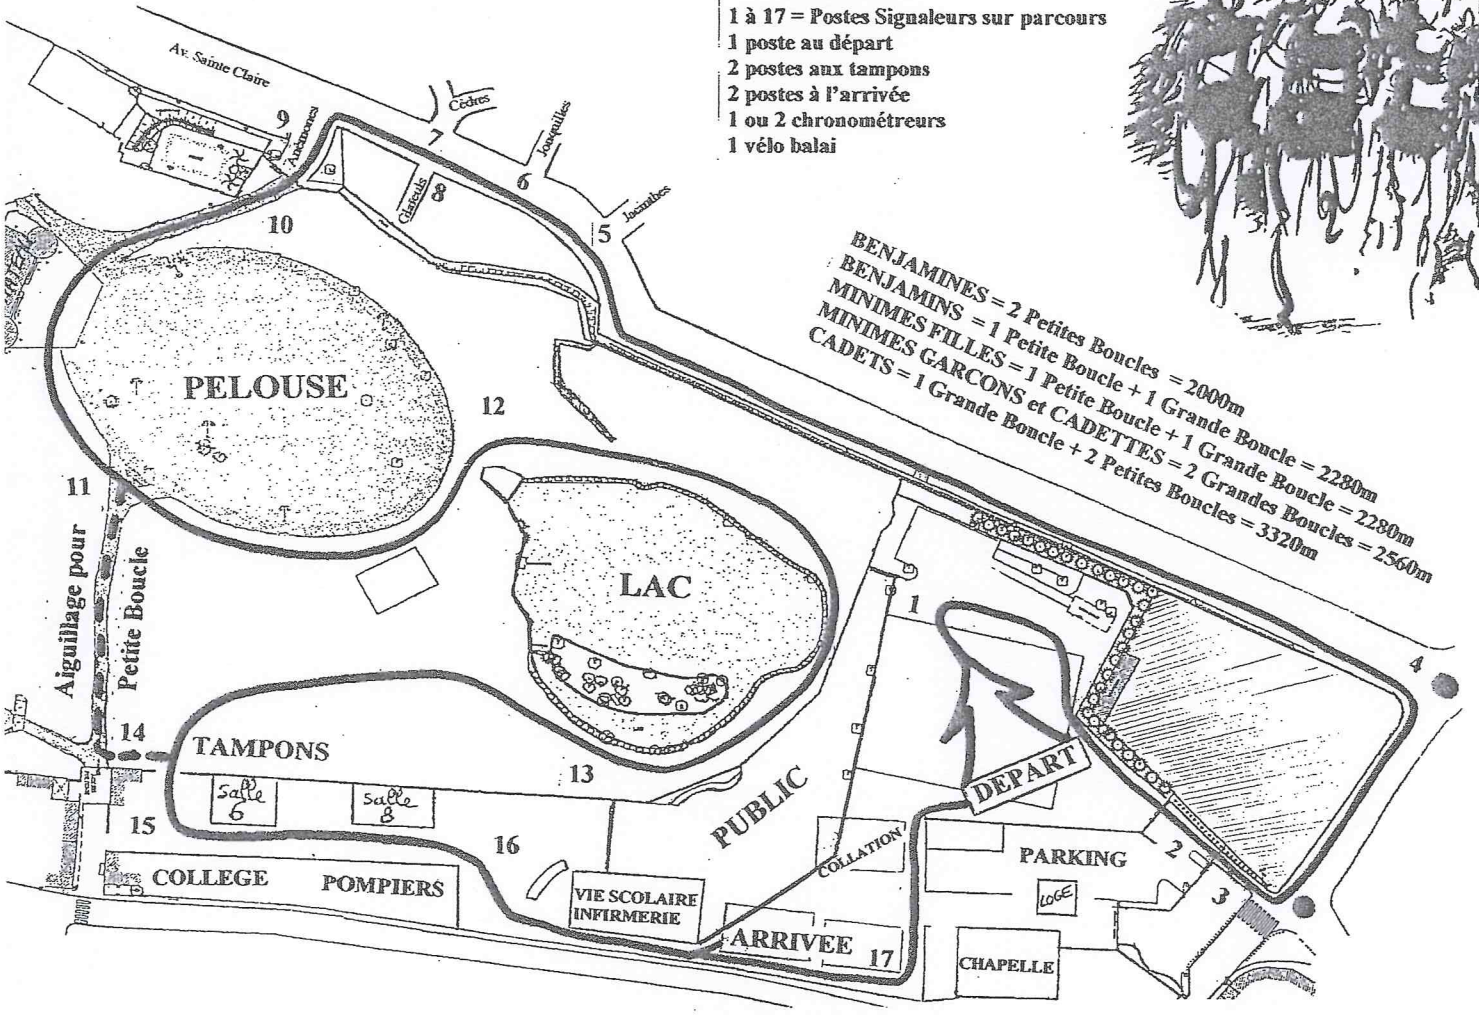 1 à 17 = Postes Signaleurs sur parcours
1 poste au départ
2 postes aux tampons
2 postes à l'arrivée
1 ou 2 chronométreurs
1 vélo balai
Av. Sainte Claire
Cèdres
Jonquilles
9
Anémones
7
6
8
Glaïeuls
Jacinthes
5
10
BENJAMINES = 2 Petites Boucles = 2000m
BENJAMINS = 1 Petite Boucle + 1 Grande Boucle = 2280m
MINIMES FILLES = 1 Petite Boucle + 1 Grande Boucle = 2280m
MINIMES GARCONS et CADETTES = 2 Grandes Boucles = 2560m
CADETS = 1 Grande Boucle + 2 Petites Boucles = 3320m
PELOUSE
12
11
Aiguillage pour
Petite Boucle
LAC
1
4
14
TAMPONS
13
DEPART
PUBLIC
Salle
6
Salle
8
15
16
COLLATION
PARKING
2
3
LOGE
COLLEGE
POMPIERS
VIE SCOLAIRE
INFIRMERIE
ARRIVEE
17
CHAPELLE